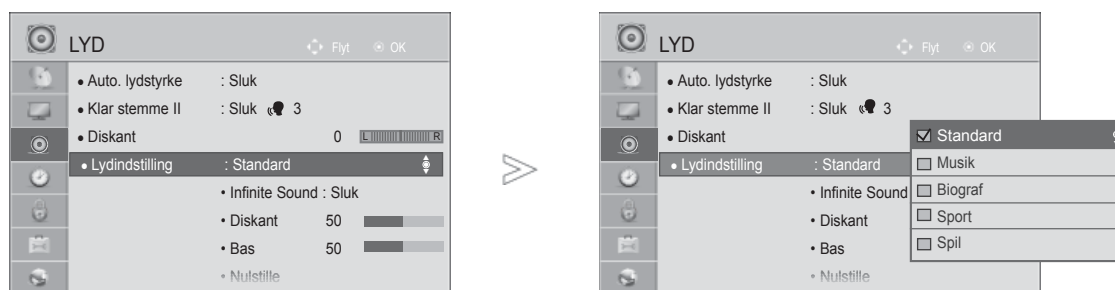 LYD Flyt OK
• Auto. lydstyrke : Sluk
• Klar stemme II : Sluk 3
• Diskant 0 L R
• Lydindstilling : Standard
• Infinite Sound : Sluk
• Diskant 50
• Bas 50
• Nulstille
LYD Flyt OK
• Auto. lydstyrke : Sluk
• Klar stemme II : Sluk 3
• Diskant
• Lydindstilling : Standard
• Infinite Sound
• Diskant
• Bas
• Nulstille
Standard
Musik
Biograf
Sport
Spil